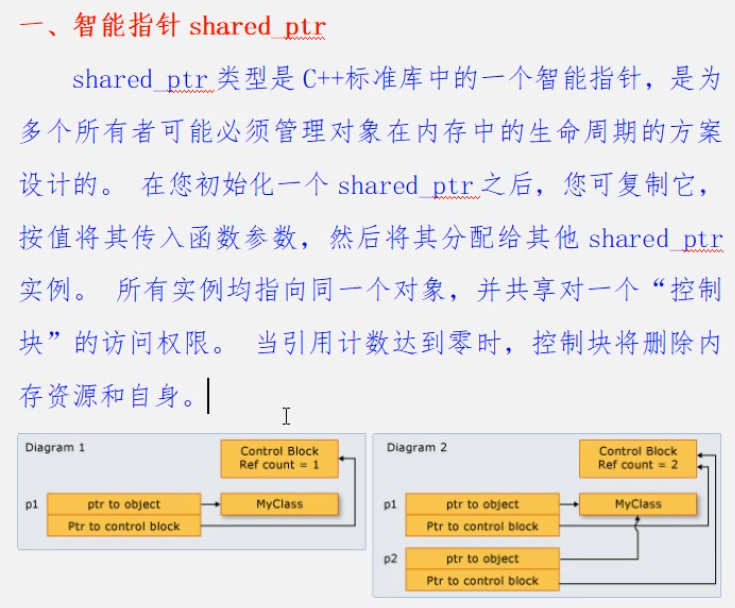 一、智能指针 shared_ptr
shared_ptr 类型是 C++标准库中的一个智能指针，是为
多个所有者可能必须管理对象在内存中的生命周期的方案
设计的。 在您初始化一个 shared_ptr 之后，您可复制它，
按值将其传入函数参数，然后将其分配给其他 shared_ptr
实例。 所有实例均指向同一个对象，并共享对一个“控制
块”的访问权限。 当引用计数达到零时，控制块将删除内
存资源和自身。
Diagram 1
Control Block
Ref count = 1
p1
ptr to object
MyClass
Ptr to control block
Diagram 2
Control Block
Ref count = 2
p1
ptr to object
MyClass
Ptr to control block
p2
ptr to object
Ptr to control block